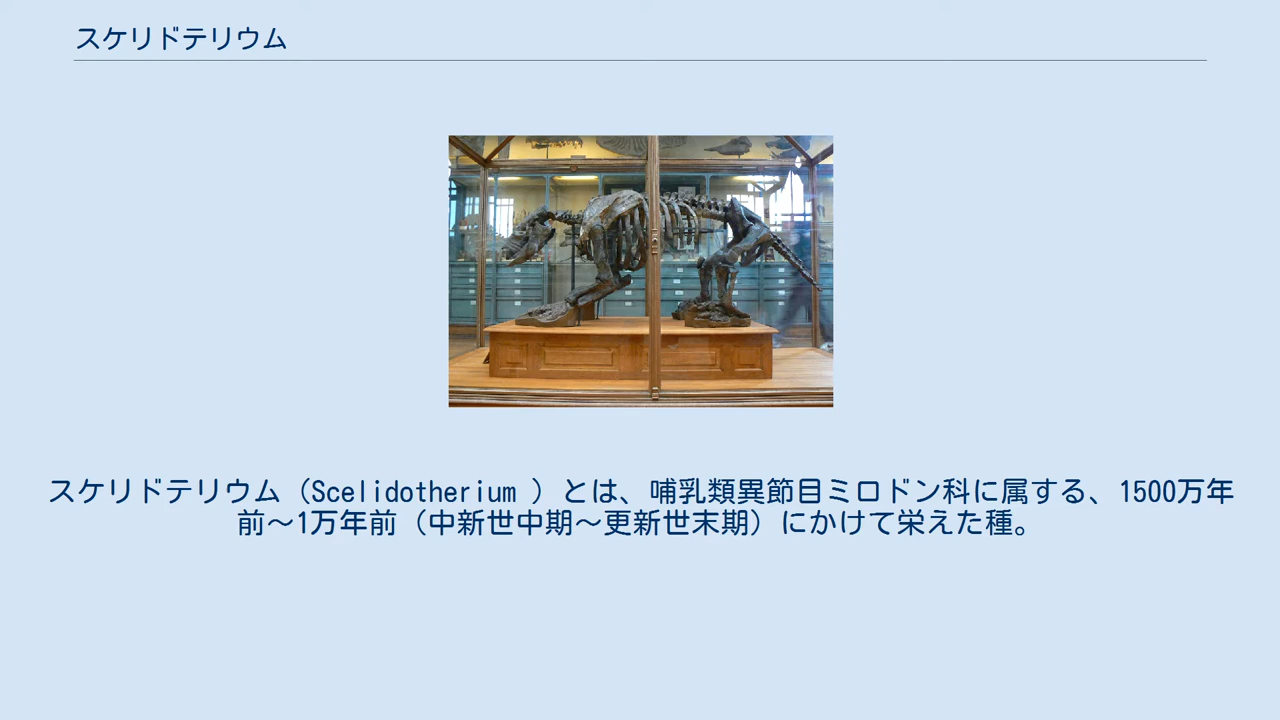 スケリドテリウム
スケリドテリウム（Scelidotherium ）とは、哺乳類異節目ミロドン科に属する、1500万年
前～1万年前（中新世中期～更新世末期）にかけて栄えた種。